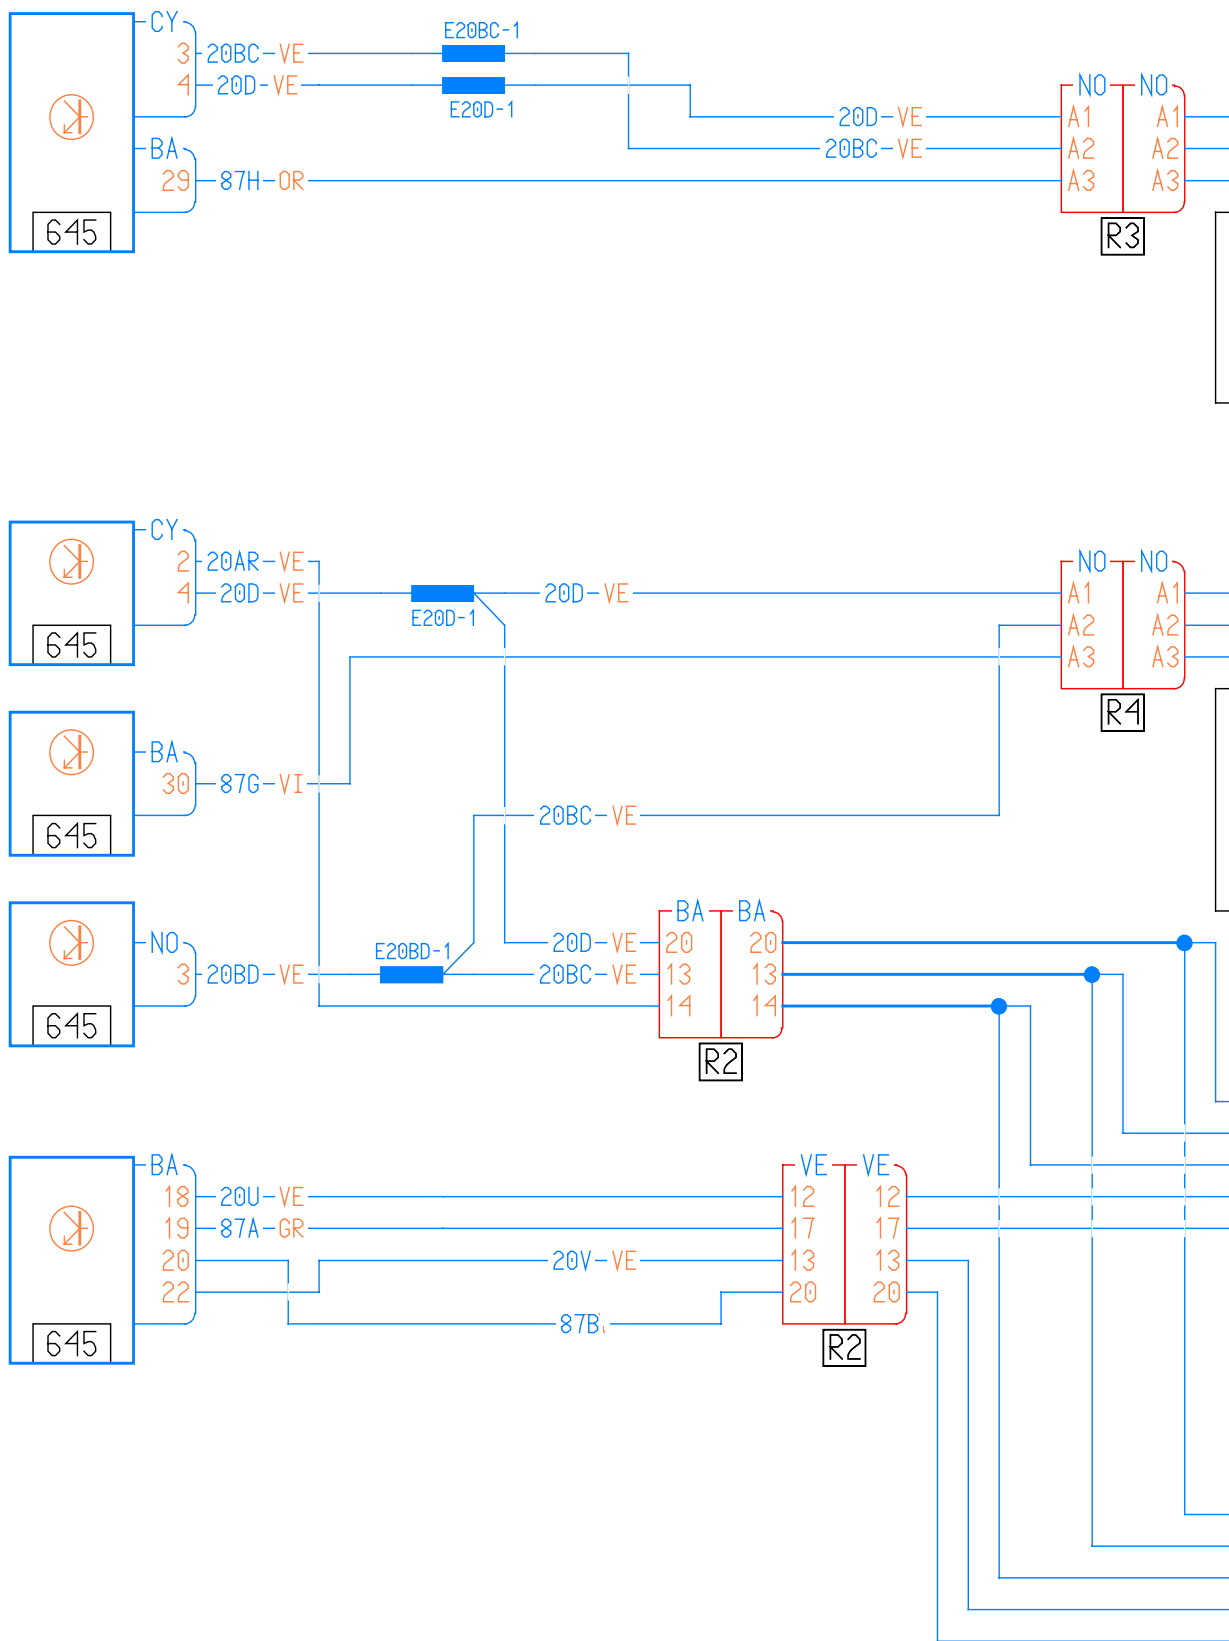 CY
E20BC-1
3 20BC-VE
4 20D-VE
E20D-1
NO NO
20D-VE A1 A1
BA
20BC-VE A2 A2
29 87H-OR A3 A3
645
R3
CY
NO NO
2 20AR-VE
4 20D-VE 20D-VE A1 A1
E20D-1
A2 A2
645
A3 A3
R4
BA
30 87G-VI
20BC-VE
645
BA BA
NO
20D-VE 20 20
E20BD-1
3 20BD-VE 20BC-VE 13 13
14 14
645
R2
BA
VE VE
18 20U-VE 12 12
19 87A-GR 17 17
20 20V-VE 13 13
22 20 20
87B
645
R2